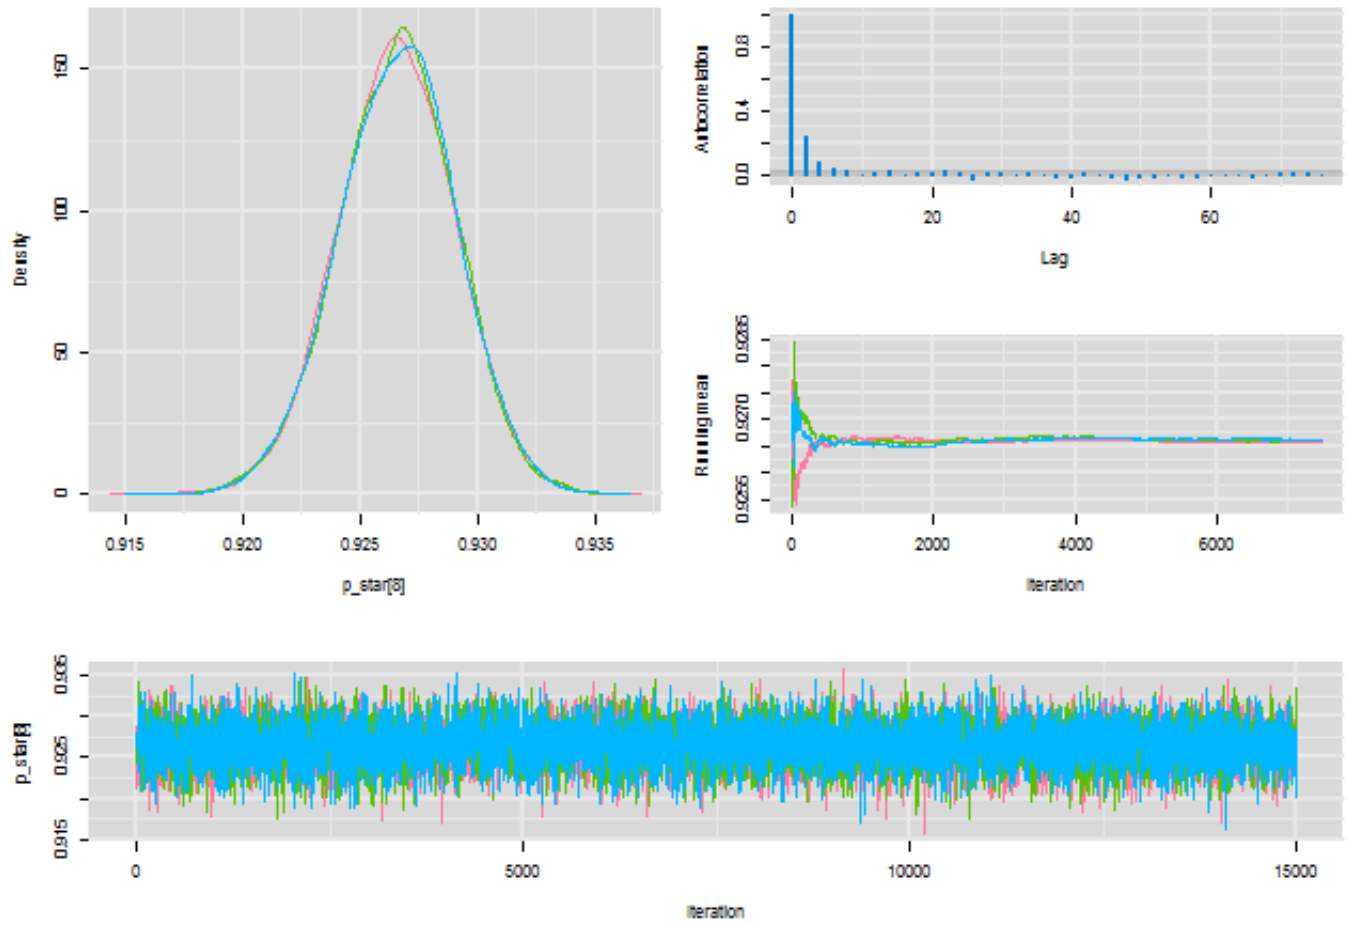 Density
150
100
50
0
0.915 0.920 0.925 0.930 0.935
p_star[8]
Autocorrelation
0.8
0.4
0.0
0 20 40 60
Lag
Running mean
0.9285
0.9270
0.9255
0 2000 4000 6000
Iteration
p_star[8]
0.935
0.925
0.915
0 5000 10000 15000
Iteration